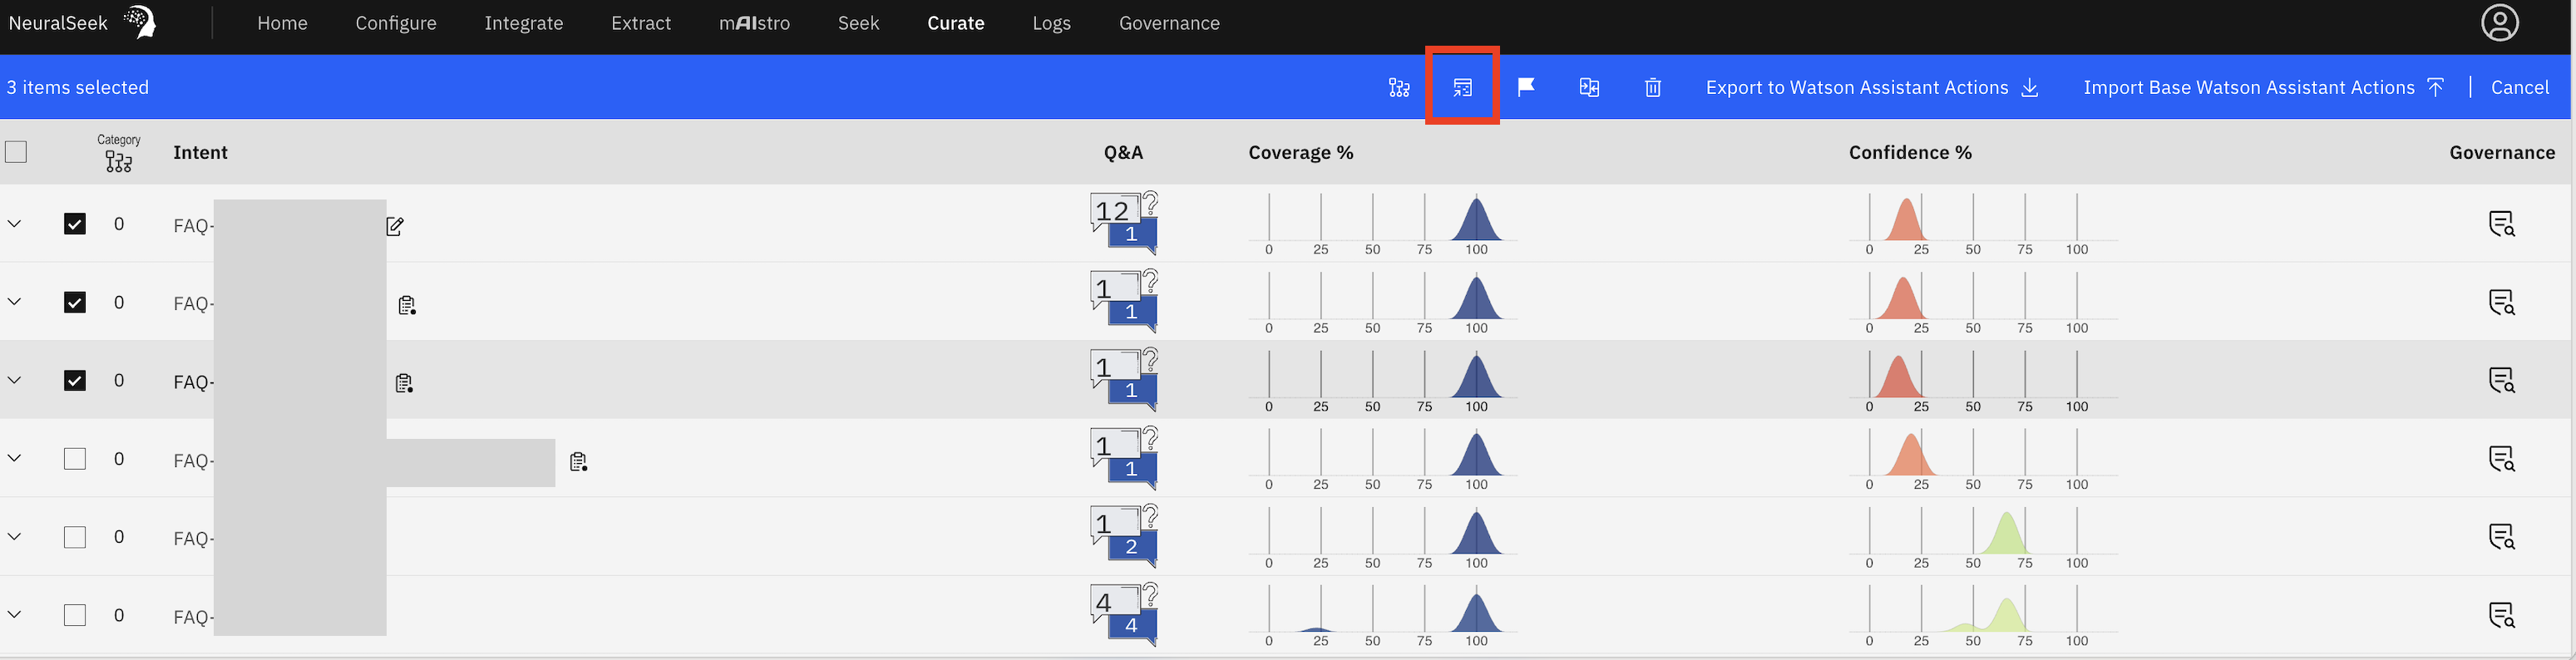 NeuralSeek Home Configure Integrate Extract mAIstro Seek Curate Logs Governance
3 items selected Export to Watson Assistant Actions Import Base Watson Assistant Actions | Cancel
Category Intent Q&A Coverage % Confidence % Governance
0 FAQ- 12 ? 1
0 25 50 75 100 0 25 50 75 100
0 FAQ- 1 ? 1
0 25 50 75 100 0 25 50 75 100
0 FAQ- 1 ? 1
0 25 50 75 100 0 25 50 75 100
0 FAQ- 1 ? 1
0 25 50 75 100 0 25 50 75 100
0 FAQ- 1 ? 2
0 25 50 75 100 0 25 50 75 100
0 FAQ- 4 ? 4
0 25 50 75 100 0 25 50 75 100